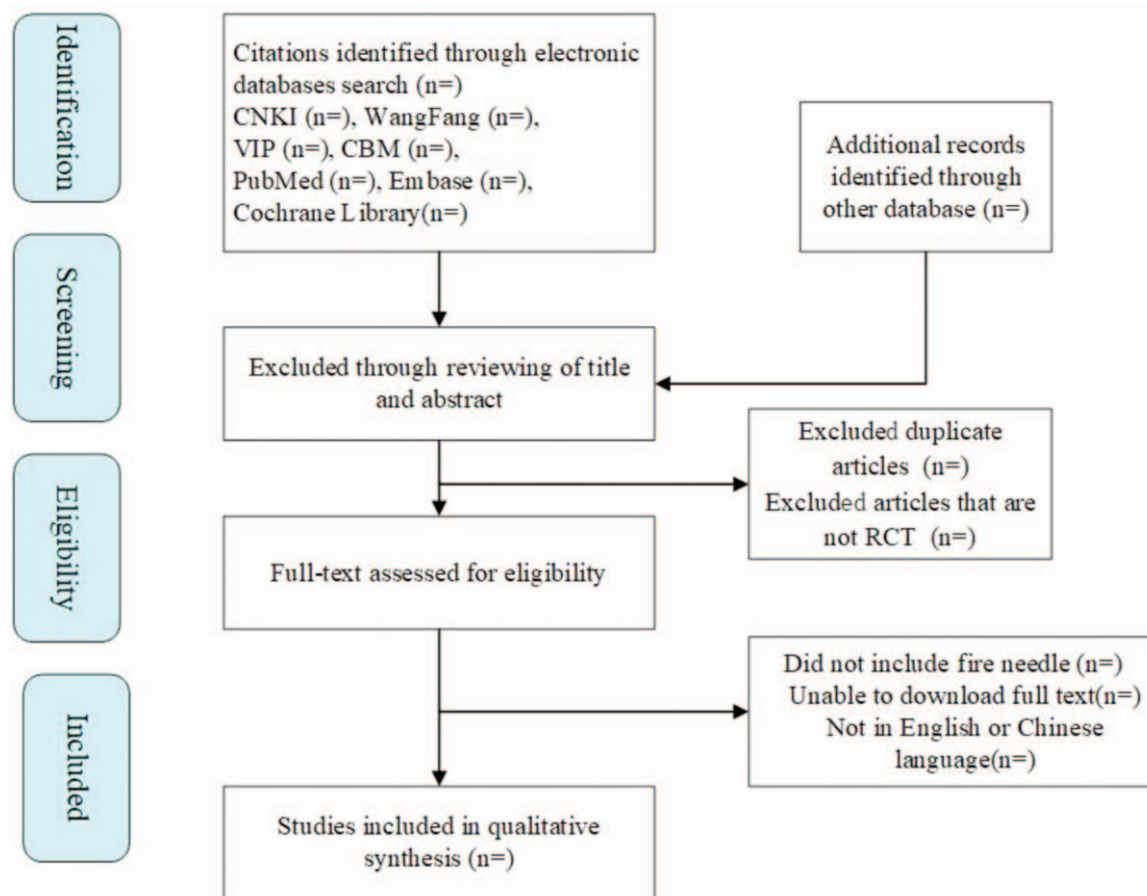 Identification
Citations identified through electronic
databases search (n=)
CNKI (n=), WangFang (n=),
VIP (n=), CBM (n=),
PubMed (n=), Embase (n=),
Cochrane Library(n=)
Additional records
identified through
other database (n=)
Screening
Excluded through reviewing of title
and abstract
Excluded duplicate
articles (n=)
Excluded articles that are
not RCT (n=)
Eligibility
Full-text assessed for eligibility
Did not include fire needle (n=)
Unable to download full text(n=)
Not in English or Chinese
language(n=)
Included
Studies included in qualitative
synthesis (n=)